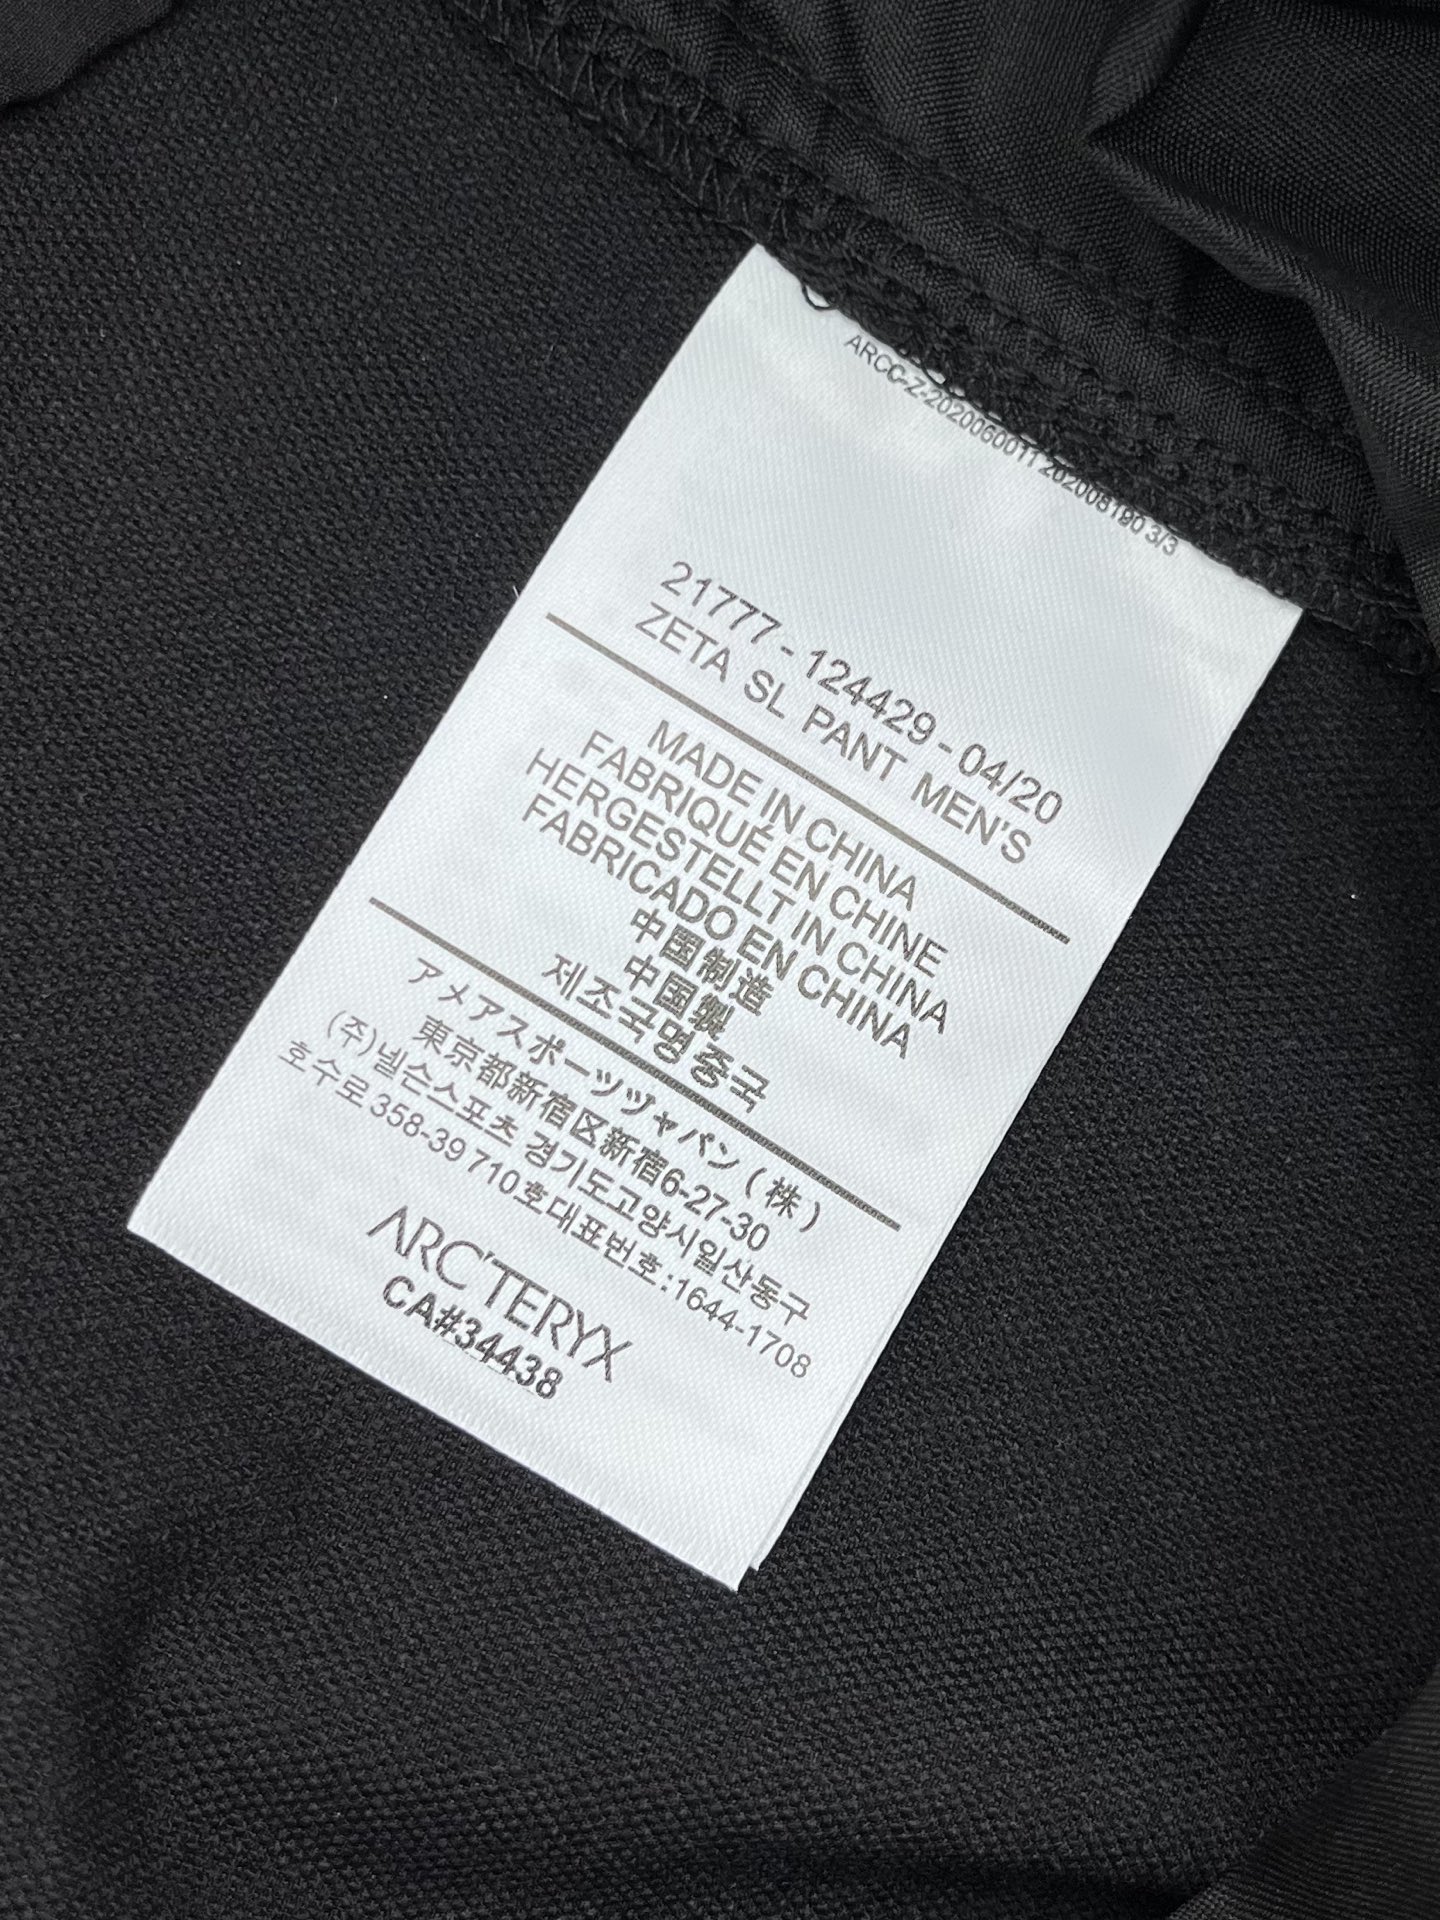 ARCC-Z-2020060011 202008190 3/3
21777 - 124429 - 04/20
ZETA SL PANT MEN'S
MADE IN CHINA
FABRIQUÉ EN CHINE
HERGESTELLT IN CHINA
FABRICADO EN CHINA
中国制造
中国製
제조국명중국
アメアスポーツヅャパン (株)
東京都新宿区新宿6-27-30
(주)넬슨스포츠 경기도고양시일산동구
호수로 358-39 710호대표번호:1644-1708
ARC'TERYX
CA#34438